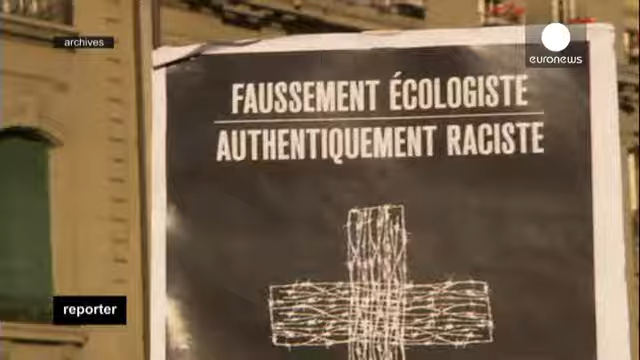 archives
euronews
FAUSSEMENT ÉCOLOGISTE
AUTHENTIQUEMENT RACISTE
reporter